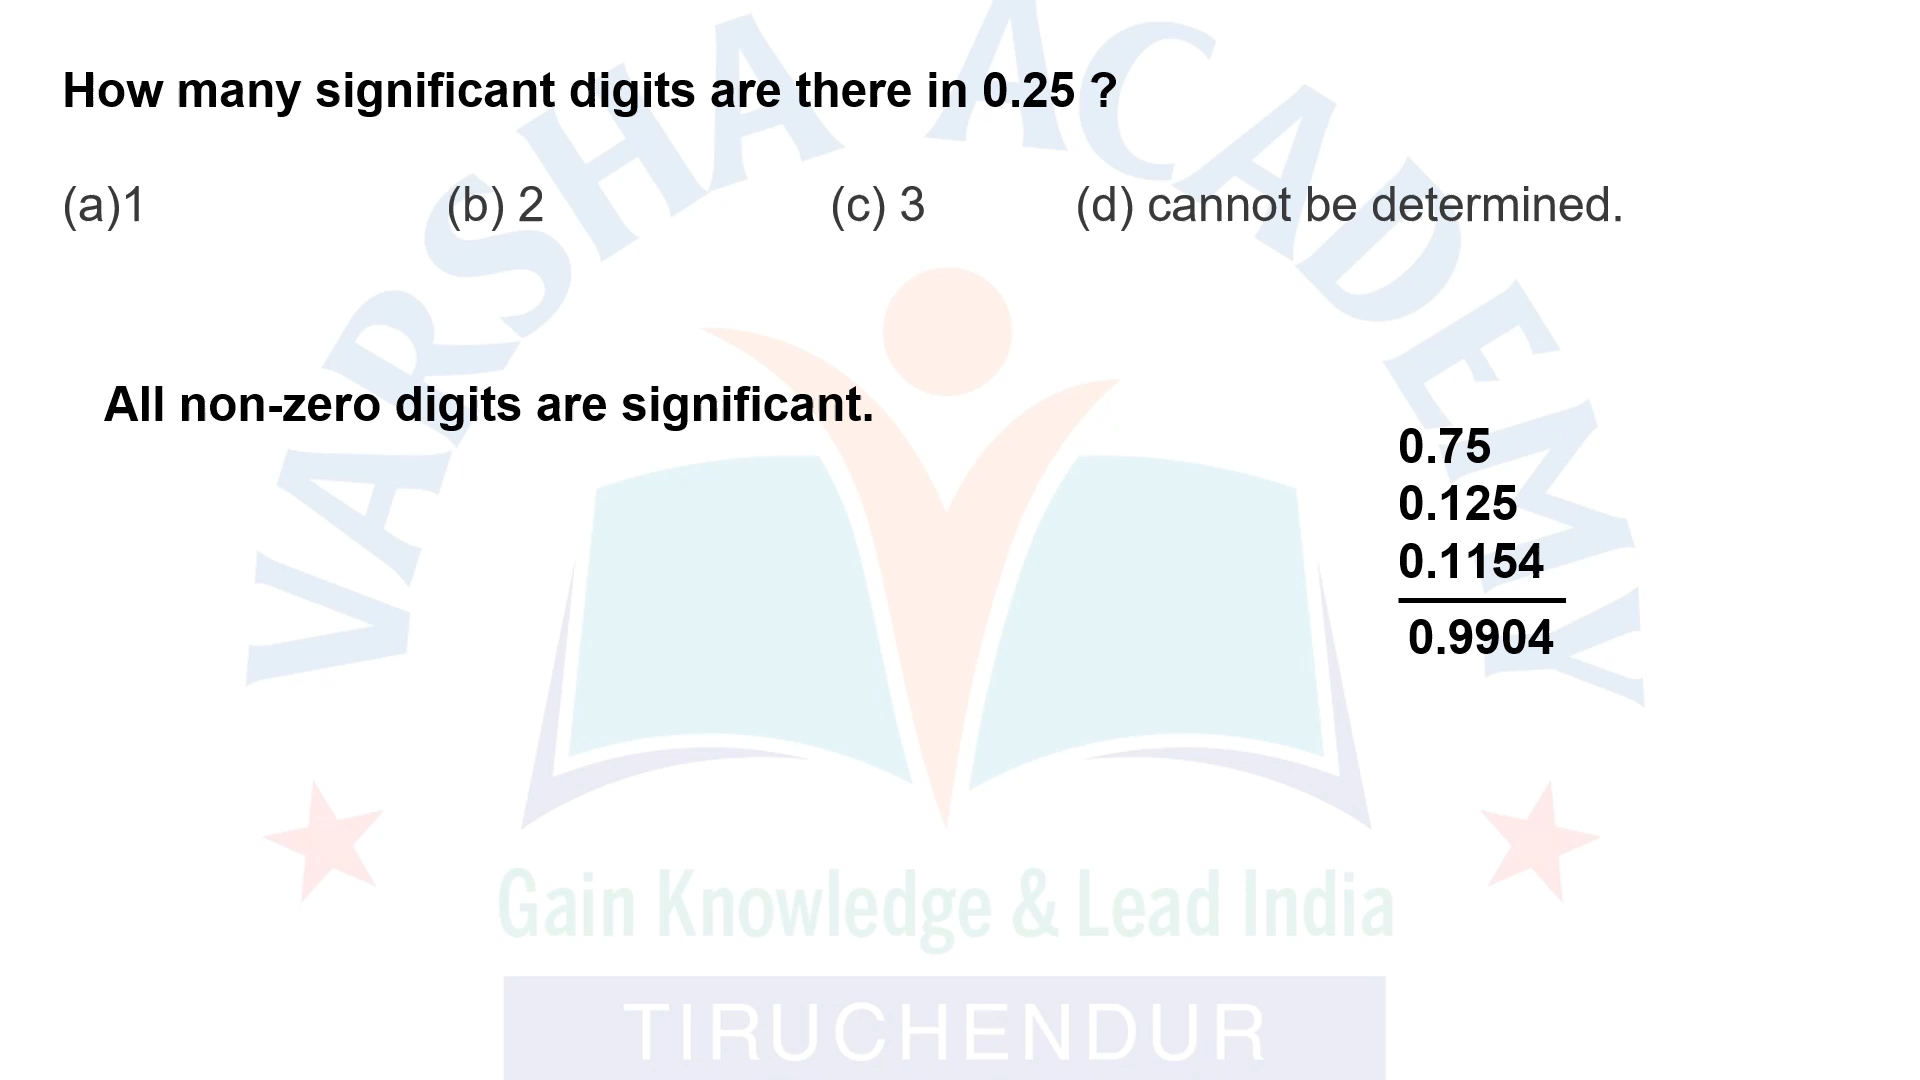 How many significant digits are there in 0.25 ?
(a)1 (b) 2 (c) 3 (d) cannot be determined.
All non-zero digits are significant.
0.75
0.125
0.1154
0.9904
VARSHA ACADEMY
Gain Knowledge & Lead India
TIRUCHENDUR